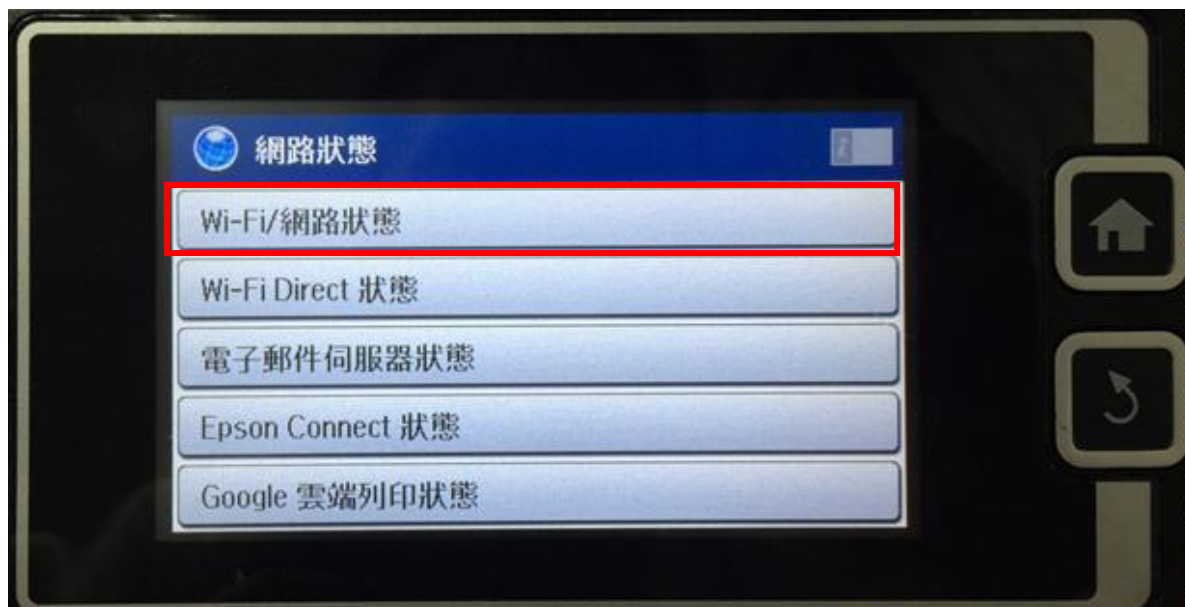 網路狀態
Wi-Fi/網路狀態
Wi-Fi Direct 狀態
電子郵件伺服器狀態
Epson Connect 狀態
Google 雲端列印狀態